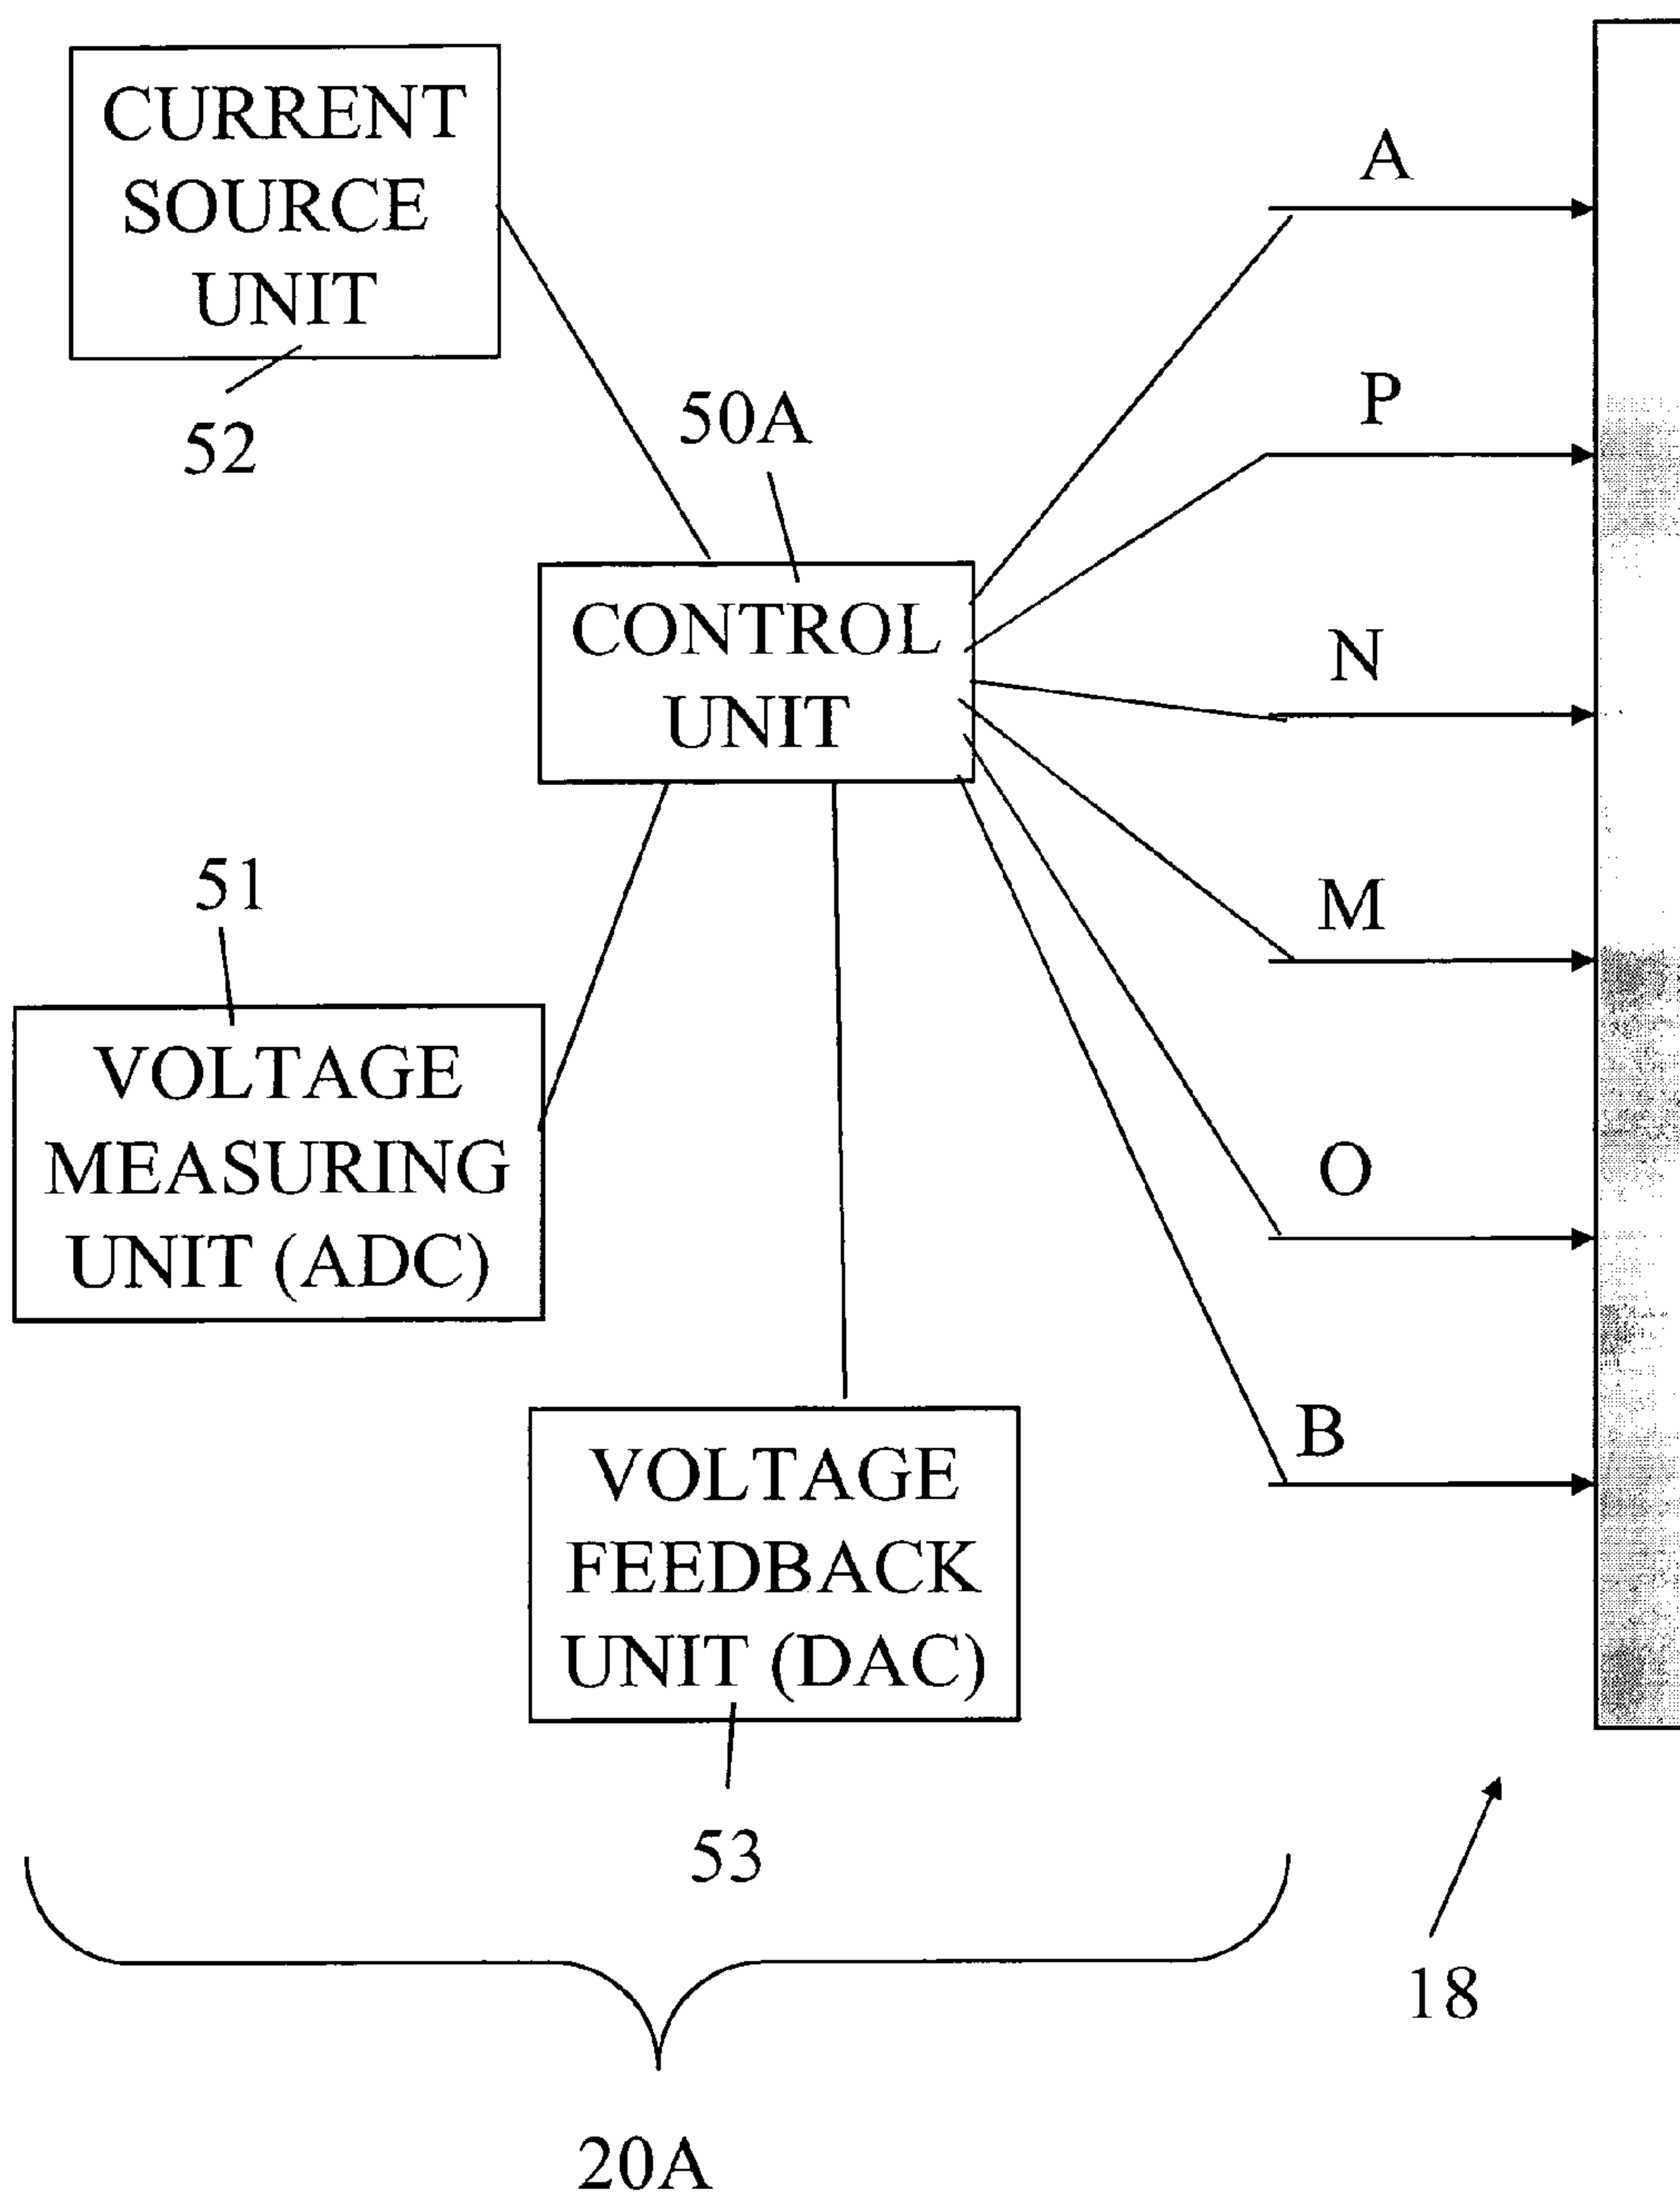 CURRENT
SOURCE
UNIT
52
50A
CONTROL
UNIT
A
P
N
M
O
B
51
VOLTAGE
MEASURING
UNIT (ADC)
VOLTAGE
FEEDBACK
UNIT (DAC)
53
18
20A